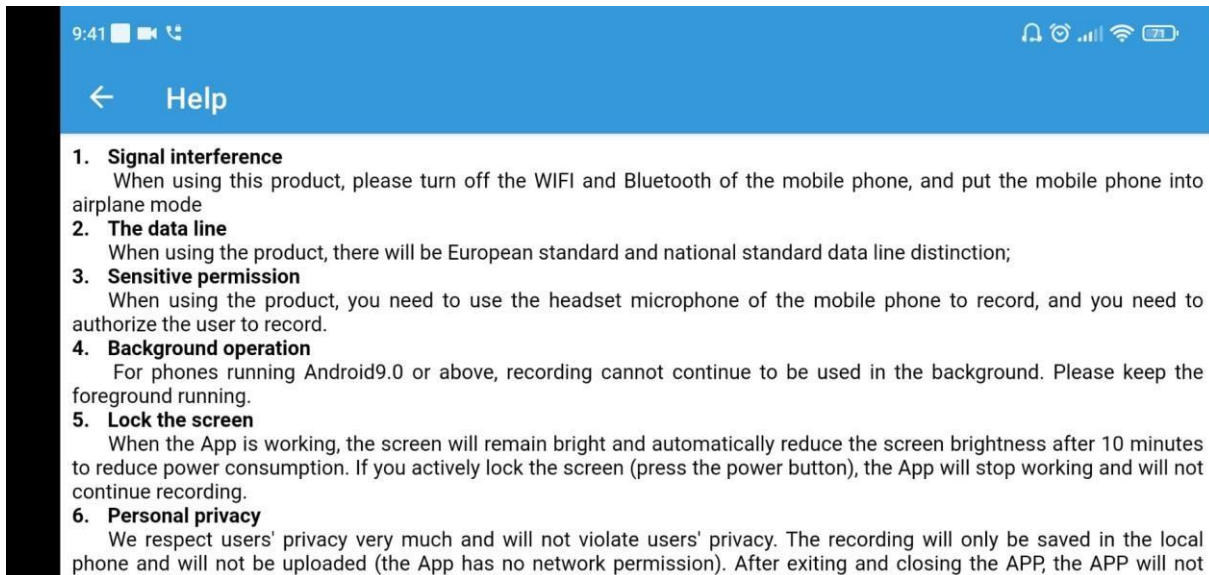 9:41
71
Help
1. Signal interference
When using this product, please turn off the WIFI and Bluetooth of the mobile phone, and put the mobile phone into
airplane mode
2. The data line
When using the product, there will be European standard and national standard data line distinction;
3. Sensitive permission
When using the product, you need to use the headset microphone of the mobile phone to record, and you need to
authorize the user to record.
4. Background operation
For phones running Android9.0 or above, recording cannot continue to be used in the background. Please keep the
foreground running.
5. Lock the screen
When the App is working, the screen will remain bright and automatically reduce the screen brightness after 10 minutes
to reduce power consumption. If you actively lock the screen (press the power button), the App will stop working and will not
continue recording.
6. Personal privacy
We respect users' privacy very much and will not violate users' privacy. The recording will only be saved in the local
phone and will not be uploaded (the App has no network permission). After exiting and closing the APP, the APP will not